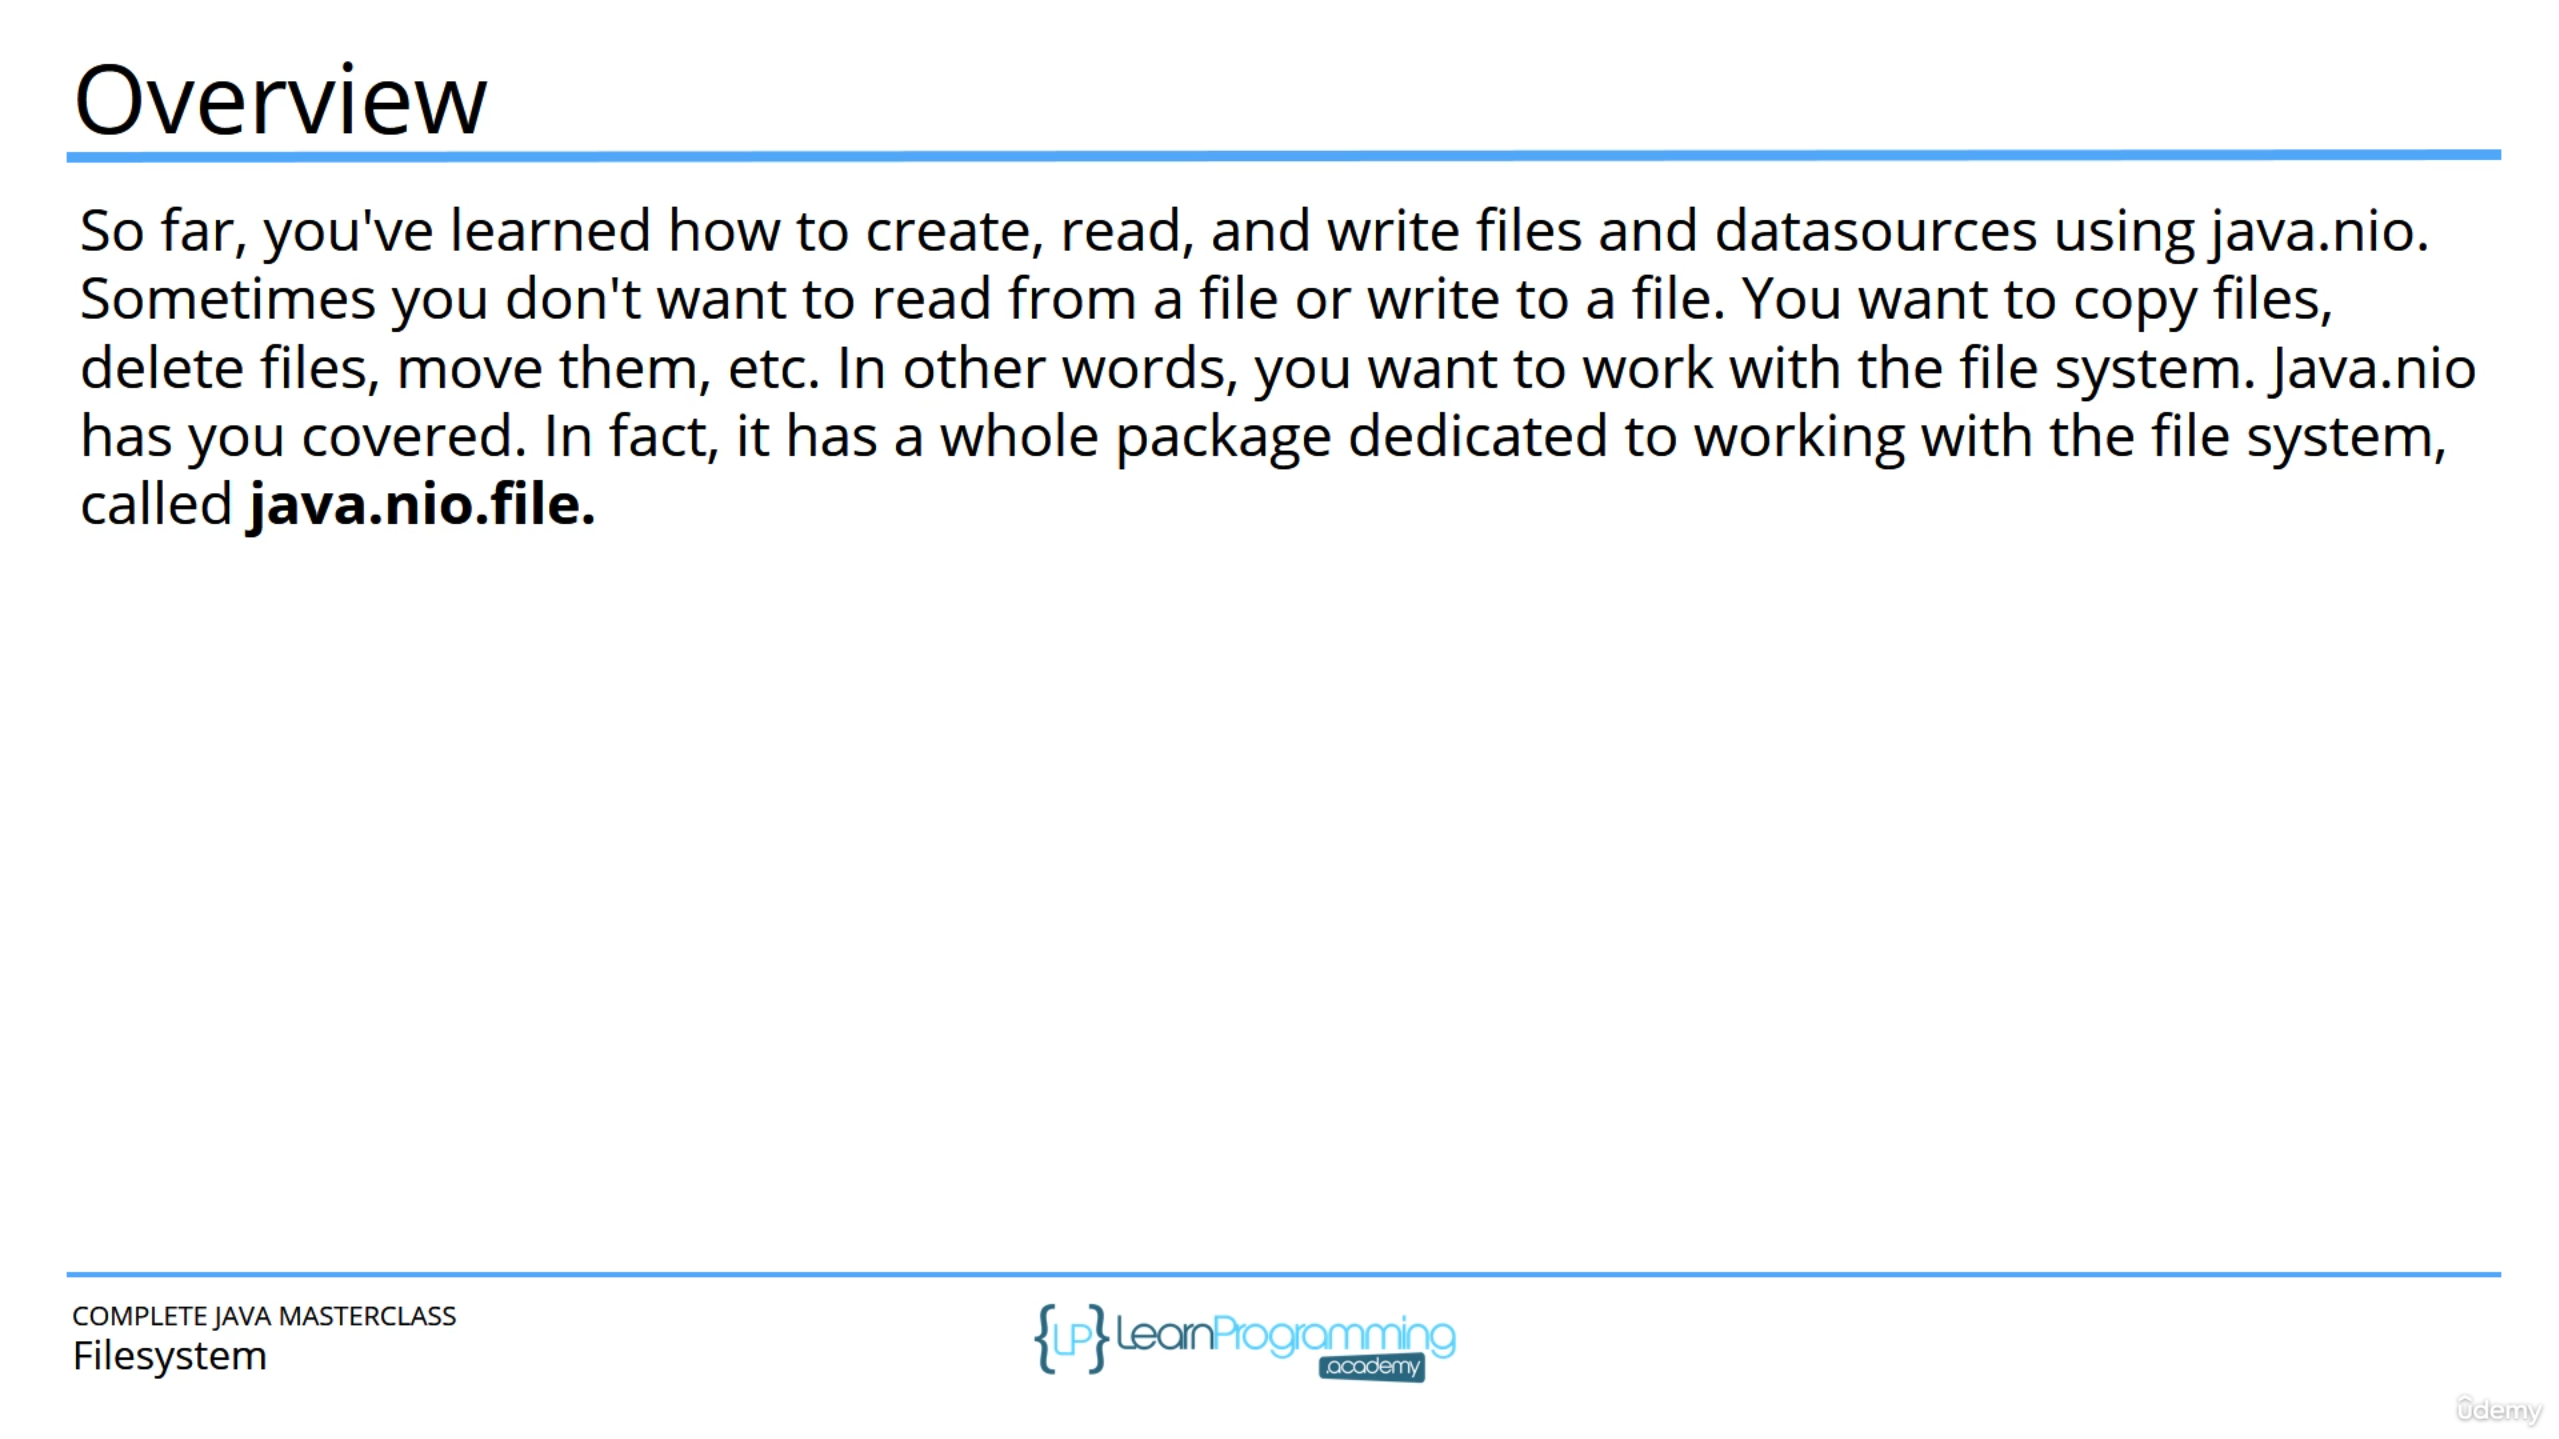 Overview
So far, you've learned how to create, read, and write files and datasources using java.nio.
Sometimes you don't want to read from a file or write to a file. You want to copy files,
delete files, move them, etc. In other words, you want to work with the file system. Java.nio
has you covered. In fact, it has a whole package dedicated to working with the file system,
called java.nio.file.
COMPLETE JAVA MASTERCLASS
Filesystem
{LP} LearnProgramming
.academy
udemy